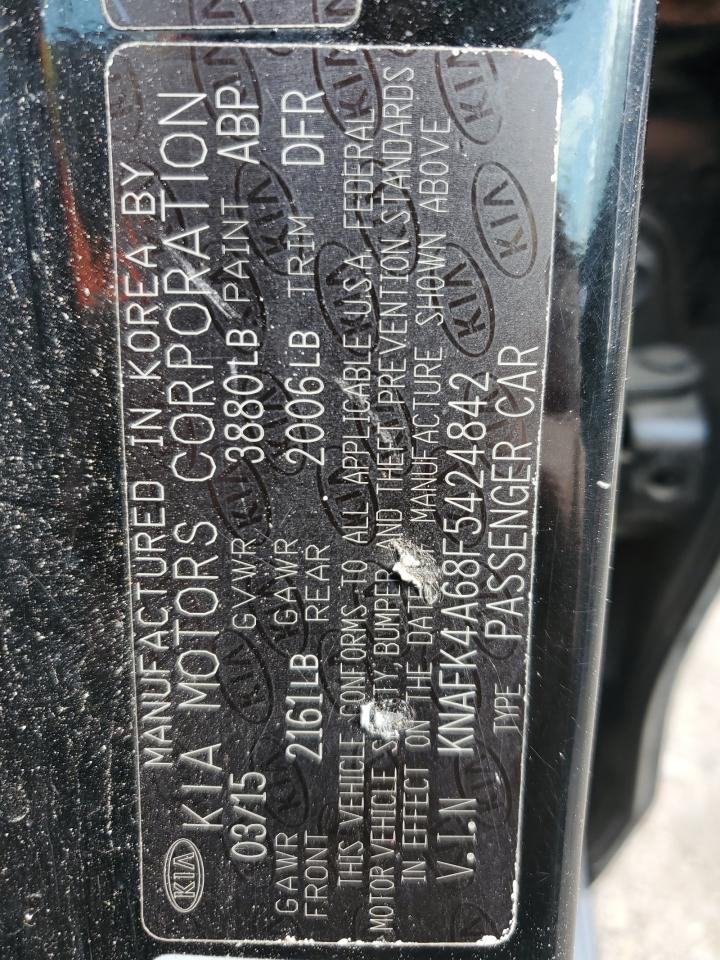 KIA
MANUFACTURED IN KOREA BY
KIA MOTORS CORPORATION
03/15 GVWR 3880LB PAINT ABP
GAWR FRONT 2161LB GAWR REAR 2006LB TRIM DFR
THIS VEHICLE CONFORMS TO ALL APPLICABLE USA FEDERAL
MOTOR VEHICLE SAFETY, BUMPER, AND THEFT PREVENTION STANDARDS
IN EFFECT ON THE DATE MANUFACTURE SHOWN ABOVE
V.I.N KNAFK4A68F5424842
TYPE PASSENGER CAR